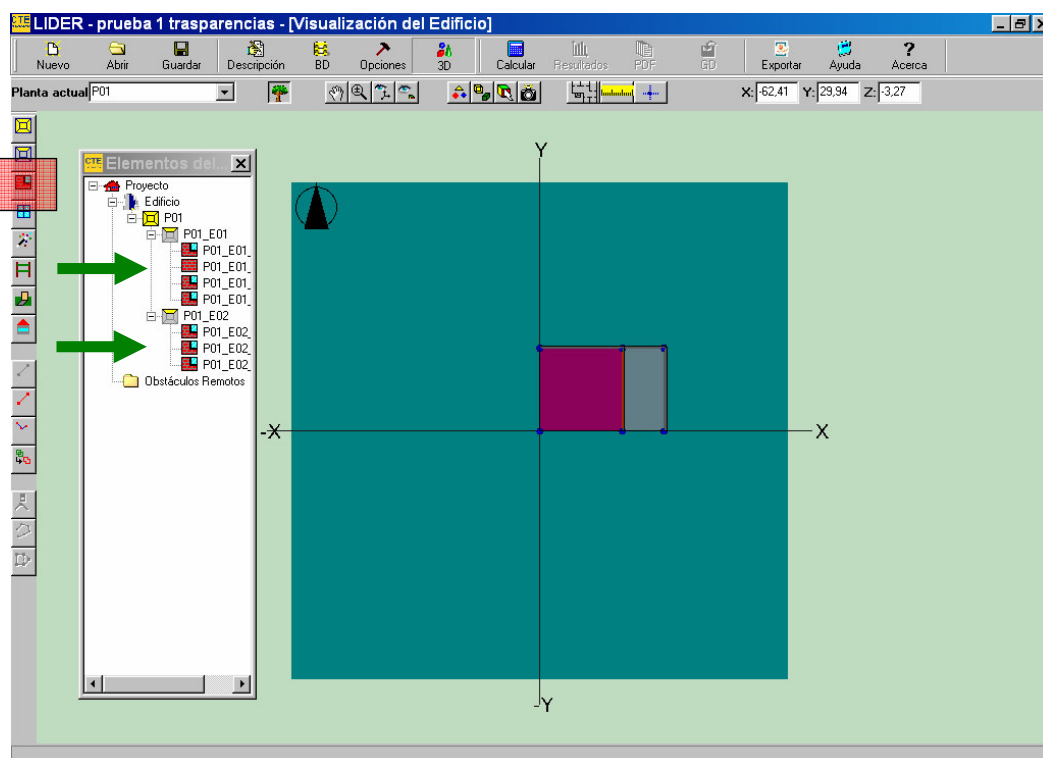 CTE LIDER - prueba 1 trasparencias - [Visualización del Edificio]
Nuevo Abrir Guardar Descripción BD Opciones 3D Calcular Resultados PDF GD Exportar Ayuda Acerca
Planta actual P01 X: -62,41 Y: 29,94 Z: -3,27
CTE Elementos del...
Proyecto
Edificio
P01
P01_E01
P01_E01_
P01_E01_
P01_E01_
P01_E01_
P01_E02
P01_E02_
P01_E02_
P01_E02_
Obstáculos Remotos
Y
-X
X
-Y